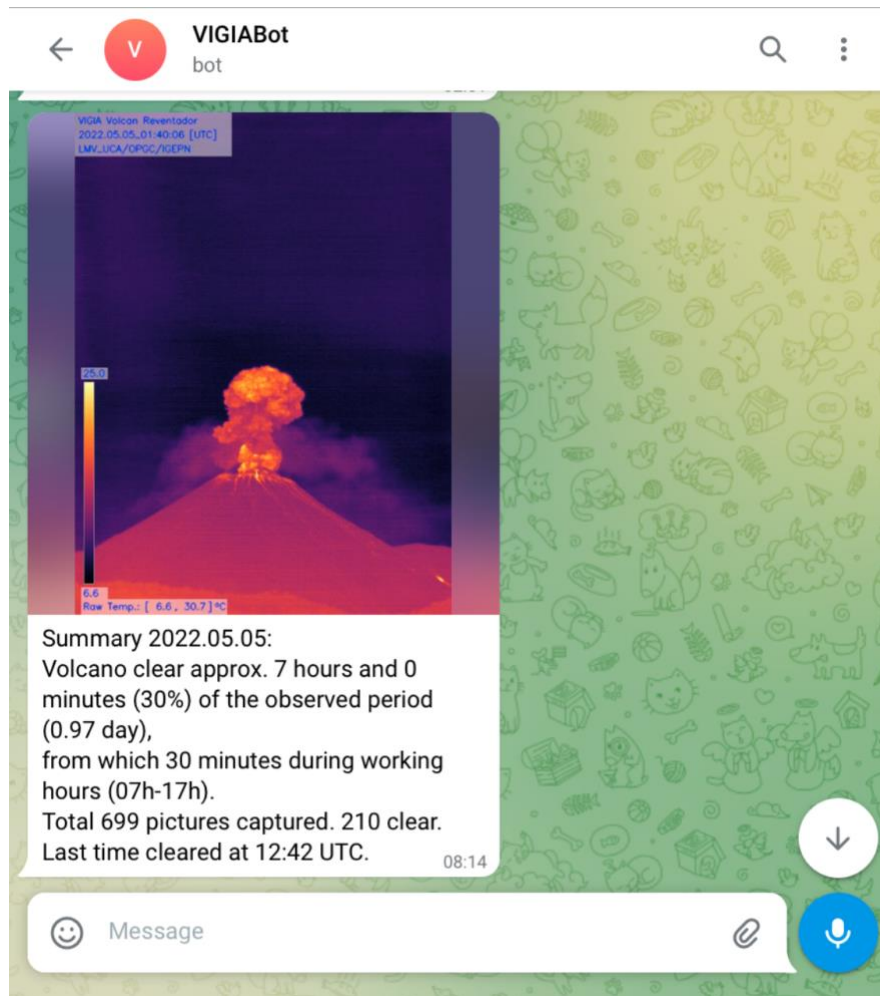 V
VIGIABot
bot
VIGIA Volcan Reventador
2022.05.05_01:40:06 [UTC]
LMV_UCA/OPGC/IGEPN
25.0
6.6
Raw Temp.: [ 6.6, 30.7]ºC
Summary 2022.05.05:
Volcano clear approx. 7 hours and 0
minutes (30%) of the observed period
(0.97 day),
from which 30 minutes during working
hours (07h-17h).
Total 699 pictures captured. 210 clear.
Last time cleared at 12:42 UTC.
08:14
Message